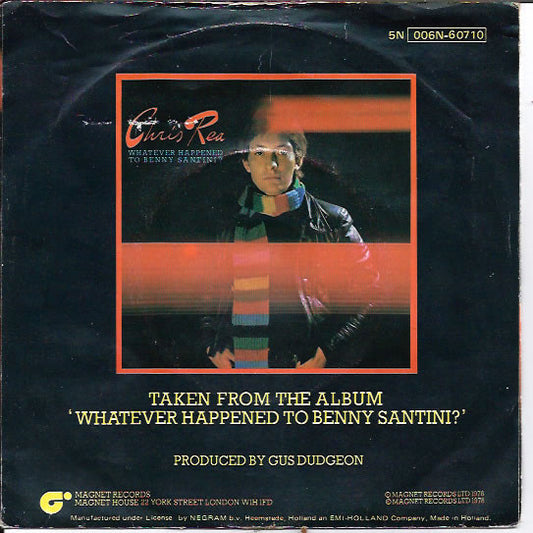 5N 006N-60710
Chris Rea
WHATEVER HAPPENED
TO BENNY SANTINI?
TAKEN FROM THE ALBUM
‘WHATEVER HAPPENED TO BENNY SANTINI?’
PRODUCED BY GUS DUDGEON
MAGNET RECORDS
MAGNET HOUSE 22 YORK STREET LONDON W1H 1FD
© MAGNET RECORDS LTD 1978
℗ MAGNET RECORDS LTD 1978
Manufactured under License by NEGRAM b.v. Heemstede, Holland an EMI-HOLLAND Company, Made in Holland.